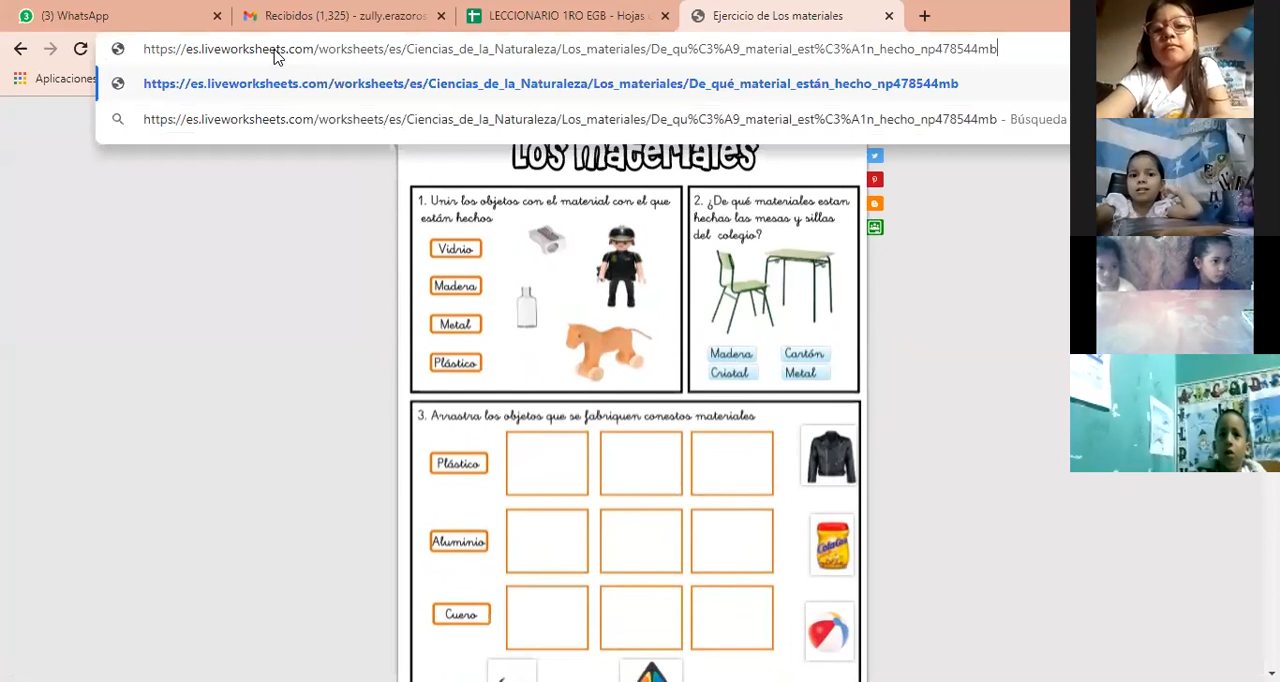 (3) WhatsApp
Recibidos (1,325) - zully.erazoros
LECCIONARIO 1RO EGB - Hojas
Ejercicio de Los materiales
https://es.liveworksheets.com/worksheets/es/Ciencias_de_la_Naturaleza/Los_materiales/De_qu%C3%A9_material_est%C3%A1n_hecho_np478544mb
Aplicaciones
https://es.liveworksheets.com/worksheets/es/Ciencias_de_la_Naturaleza/Los_materiales/De_qué_material_están_hecho_np478544mb
https://es.liveworksheets.com/worksheets/es/Ciencias_de_la_Naturaleza/Los_materiales/De_qu%C3%A9_material_est%C3%A1n_hecho_np478544mb - Búsqueda
Los materiales
1. Unir los objetos con el material con el que
están hechos
Vidrio
Madera
Metal
Plástico
2. ¿De qué materiales estan
hechas las mesas y sillas
del colegio?
Madera Cartón
Cristal Metal
3. Arrastra los objetos que se fabriquen conestos materiales
Plástico
Aluminio
Cuero
ColaCao